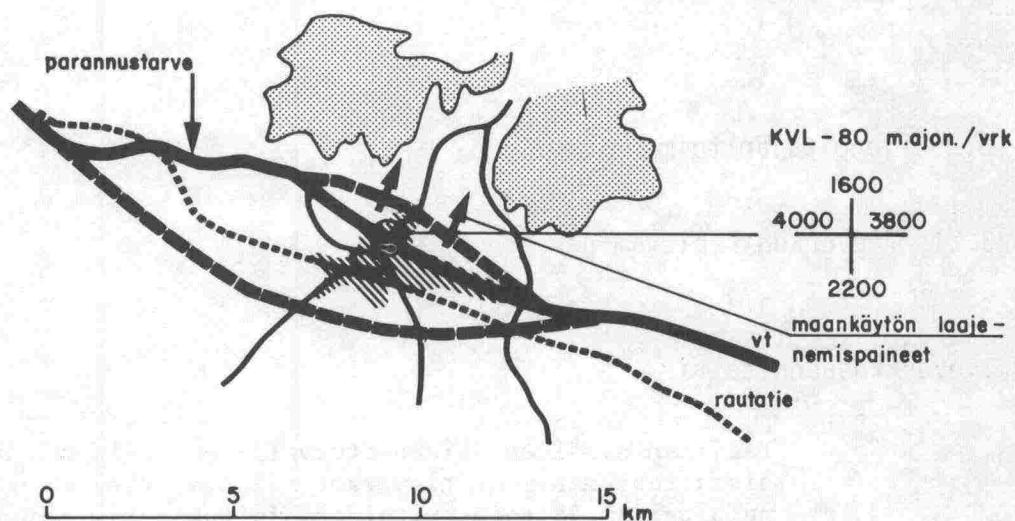 parannustarve
KVL-80 m.ajon./vrk
1600
4000 3800
2200
vt
maankäytön laaje-
nemispaineet
rautatie
0 5 10 15
km